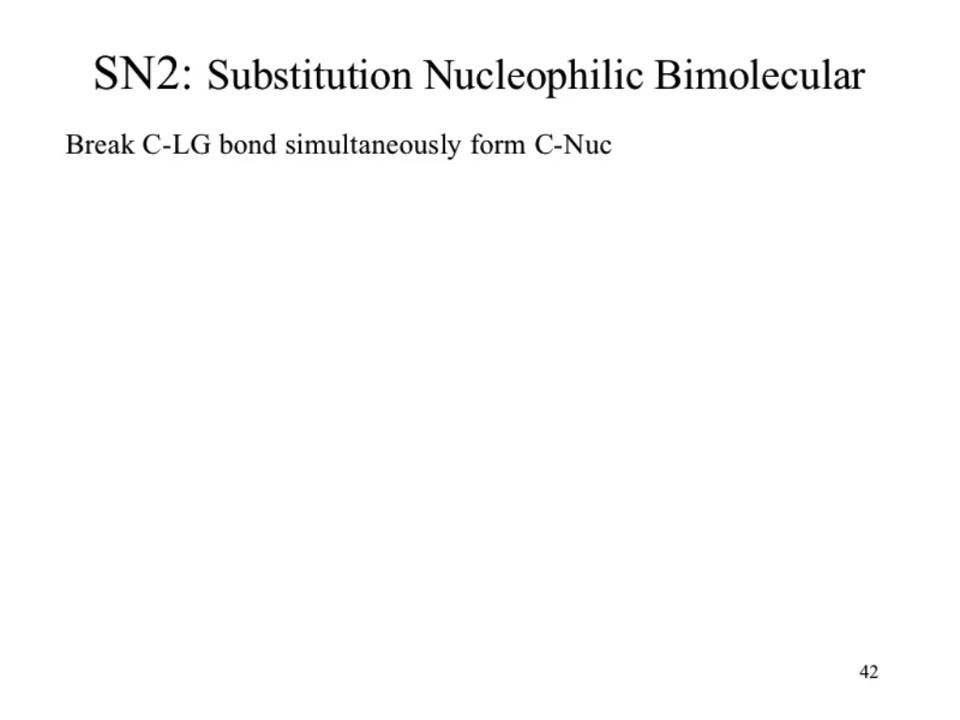 SN2: Substitution Nucleophilic Bimolecular
Break C-LG bond simultaneously form C-Nuc
42